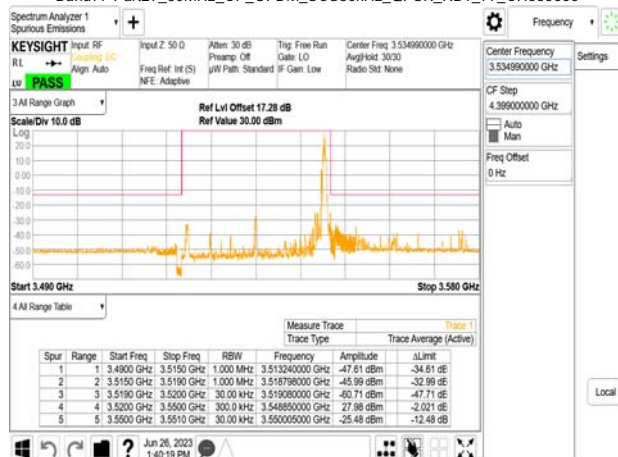 Spectrum Analyzer 1
Spurious Emissions
Frequency
KEYSIGHT Input: RF
Coupling: DC
Align: Auto
RL
LV PASS
Input Z: 50 Ω
Freq Ref: Int (S)
NFE: Adaptive
Atten: 30 dB
Preamp: Off
µW Path: Standard
Trig: Free Run
Gate: LO
IF Gain: Low
Center Freq: 3.534990000 GHz
Avg|Hold: 30/30
Radio Std: None
Center Frequency
3.534990000 GHz
Settings
CF Step
4.399000000 GHz
Auto
Man
Freq Offset
0 Hz
Local
3 All Range Graph
Scale/Div 10.0 dB
Ref Lvl Offset 17.28 dB
Ref Value 30.00 dBm
Log
20.0
10.0
0.00
-10.0
-20.0
-30.0
-40.0
-50.0
-60.0
Start 3.490 GHz
Stop 3.580 GHz
4 All Range Table
Measure Trace Trace 1
Trace Type Trace Average (Active)
Spur Range Start Freq Stop Freq RBW Frequency Amplitude ΔLimit
1 1 3.4900 GHz 3.5150 GHz 1.000 MHz 3.513240000 GHz -47.61 dBm -34.61 dB
2 2 3.5150 GHz 3.5190 GHz 1.000 MHz 3.518798000 GHz -45.99 dBm -32.99 dB
3 3 3.5190 GHz 3.5200 GHz 30.00 kHz 3.519080000 GHz -60.71 dBm -47.71 dB
4 4 3.5200 GHz 3.5500 GHz 300.0 kHz 3.548850000 GHz 27.98 dBm -2.021 dB
5 5 3.5500 GHz 3.5510 GHz 30.00 kHz 3.550005000 GHz -25.48 dBm -12.48 dB
Jun 26, 2023
1:40:19 PM